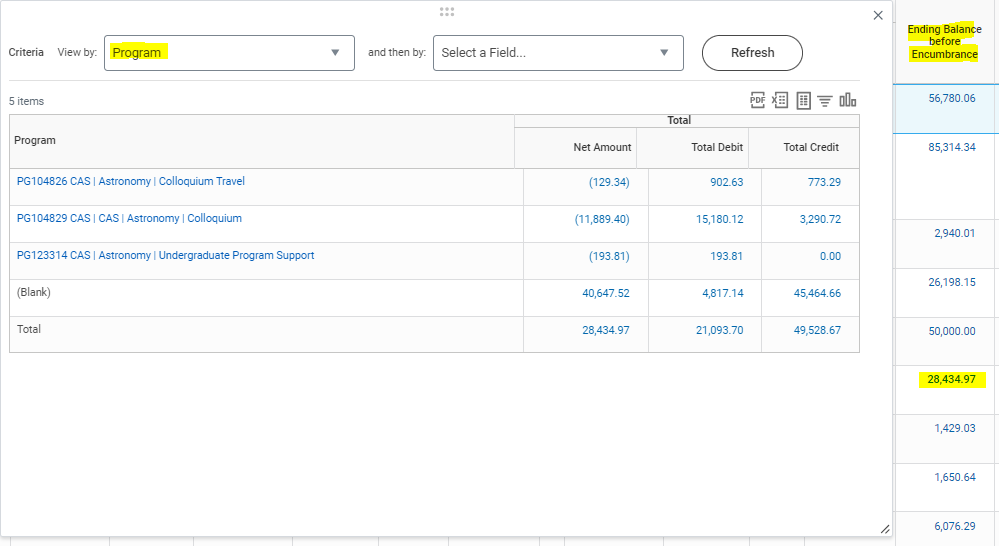 Criteria View by: Program and then by: Select a Field... Refresh
5 items
PDF X
Total
Program Net Amount Total Debit Total Credit
PG104826 CAS | Astronomy | Colloquium Travel (129.34) 902.63 773.29
PG104829 CAS | CAS | Astronomy | Colloquium (11,889.40) 15,180.12 3,290.72
PG123314 CAS | Astronomy | Undergraduate Program Support (193.81) 193.81 0.00
(Blank) 40,647.52 4,817.14 45,464.66
Total 28,434.97 21,093.70 49,528.67
Ending Balance
before
Encumbrance
56,780.06
85,314.34
2,940.01
26,198.15
50,000.00
28,434.97
1,429.03
1,650.64
6,076.29